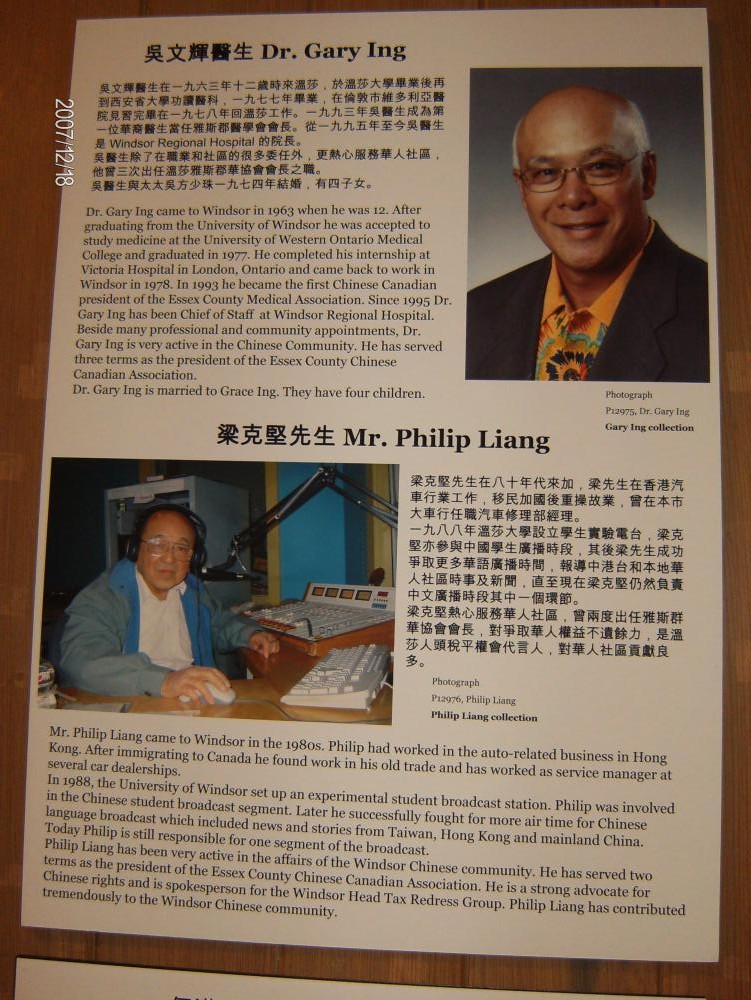 2007/12/18
吳文輝醫生 Dr. Gary Ing
吳文輝醫生在一九六三年十二歲時來溫莎，於溫莎大學畢業後再
到西安省大學功讀醫科，一九七七年畢業，在倫敦市維多利亞醫
院見習完畢在一九七八年回溫莎工作。一九九三年吳醫生成為第
一位華裔醫生當任雅斯郡醫學會會長。從一九九五年至今吳醫生
是 Windsor Regional Hospital 的院長。
吳醫生除了在職業和社區的很多委任外，更熱心服務華人社區，
他曾三次出任溫莎雅斯郡華協會會長之職。
吳醫生與太太吳方少珠一九七四年結婚，有四子女。
Dr. Gary Ing came to Windsor in 1963 when he was 12. After
graduating from the University of Windsor he was accepted to
study medicine at the University of Western Ontario Medical
College and graduated in 1977. He completed his internship at
Victoria Hospital in London, Ontario and came back to work in
Windsor in 1978. In 1993 he became the first Chinese Canadian
president of the Essex County Medical Association. Since 1995 Dr.
Gary Ing has been Chief of Staff at Windsor Regional Hospital.
Beside many professional and community appointments, Dr.
Gary Ing is very active in the Chinese Community. He has served
three terms as the president of the Essex County Chinese
Canadian Association.
Dr. Gary Ing is married to Grace Ing. They have four children.
Photograph
P12975, Dr. Gary Ing
Gary Ing collection
梁克堅先生 Mr. Philip Liang
梁克堅先生在八十年代來加，梁先生在香港汽
車行業工作，移民加國後重操故業，曾在本市
大車行任職汽車修理部經理。
一九八八年溫莎大學設立學生實驗電台，梁克
堅亦參與中國學生廣播時段，其後梁先生成功
爭取更多華語廣播時間，報導中港台和本地華
人社區時事及新聞，直至現在梁克堅仍然負責
中文廣播時段其中一個環節。
梁克堅熱心服務華人社區，曾兩度出任雅斯群
華協會會長，對爭取華人權益不遺餘力，是溫
莎人頭稅平權會代言人，對華人社區貢獻良
多。
Photograph
P12976, Philip Liang
Philip Liang collection
Mr. Philip Liang came to Windsor in the 1980s. Philip had worked in the auto-related business in Hong
Kong. After immigrating to Canada he found work in his old trade and has worked as service manager at
several car dealerships.
In 1988, the University of Windsor set up an experimental student broadcast station. Philip was involved
in the Chinese student broadcast segment. Later he successfully fought for more air time for Chinese
language broadcast which included news and stories from Taiwan, Hong Kong and mainland China.
Today Philip is still responsible for one segment of the broadcast.
Philip Liang has been very active in the affairs of the Windsor Chinese community. He has served two
terms as the president of the Essex County Chinese Canadian Association. He is a strong advocate for
Chinese rights and is spokesperson for the Windsor Head Tax Redress Group. Philip Liang has contributed
tremendously to the Windsor Chinese community.